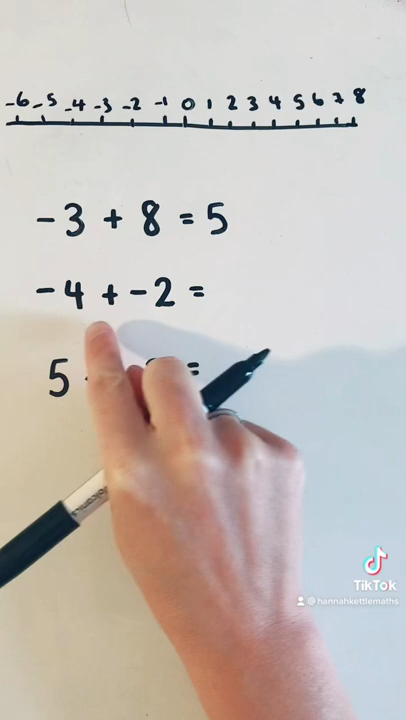 -6 -5 -4 -3 -2 -1 0 1 2 3 4 5 6 7 8
-3 + 8 = 5
-4 + -2 =
5 - =
TikTok
@hannahkettlemaths